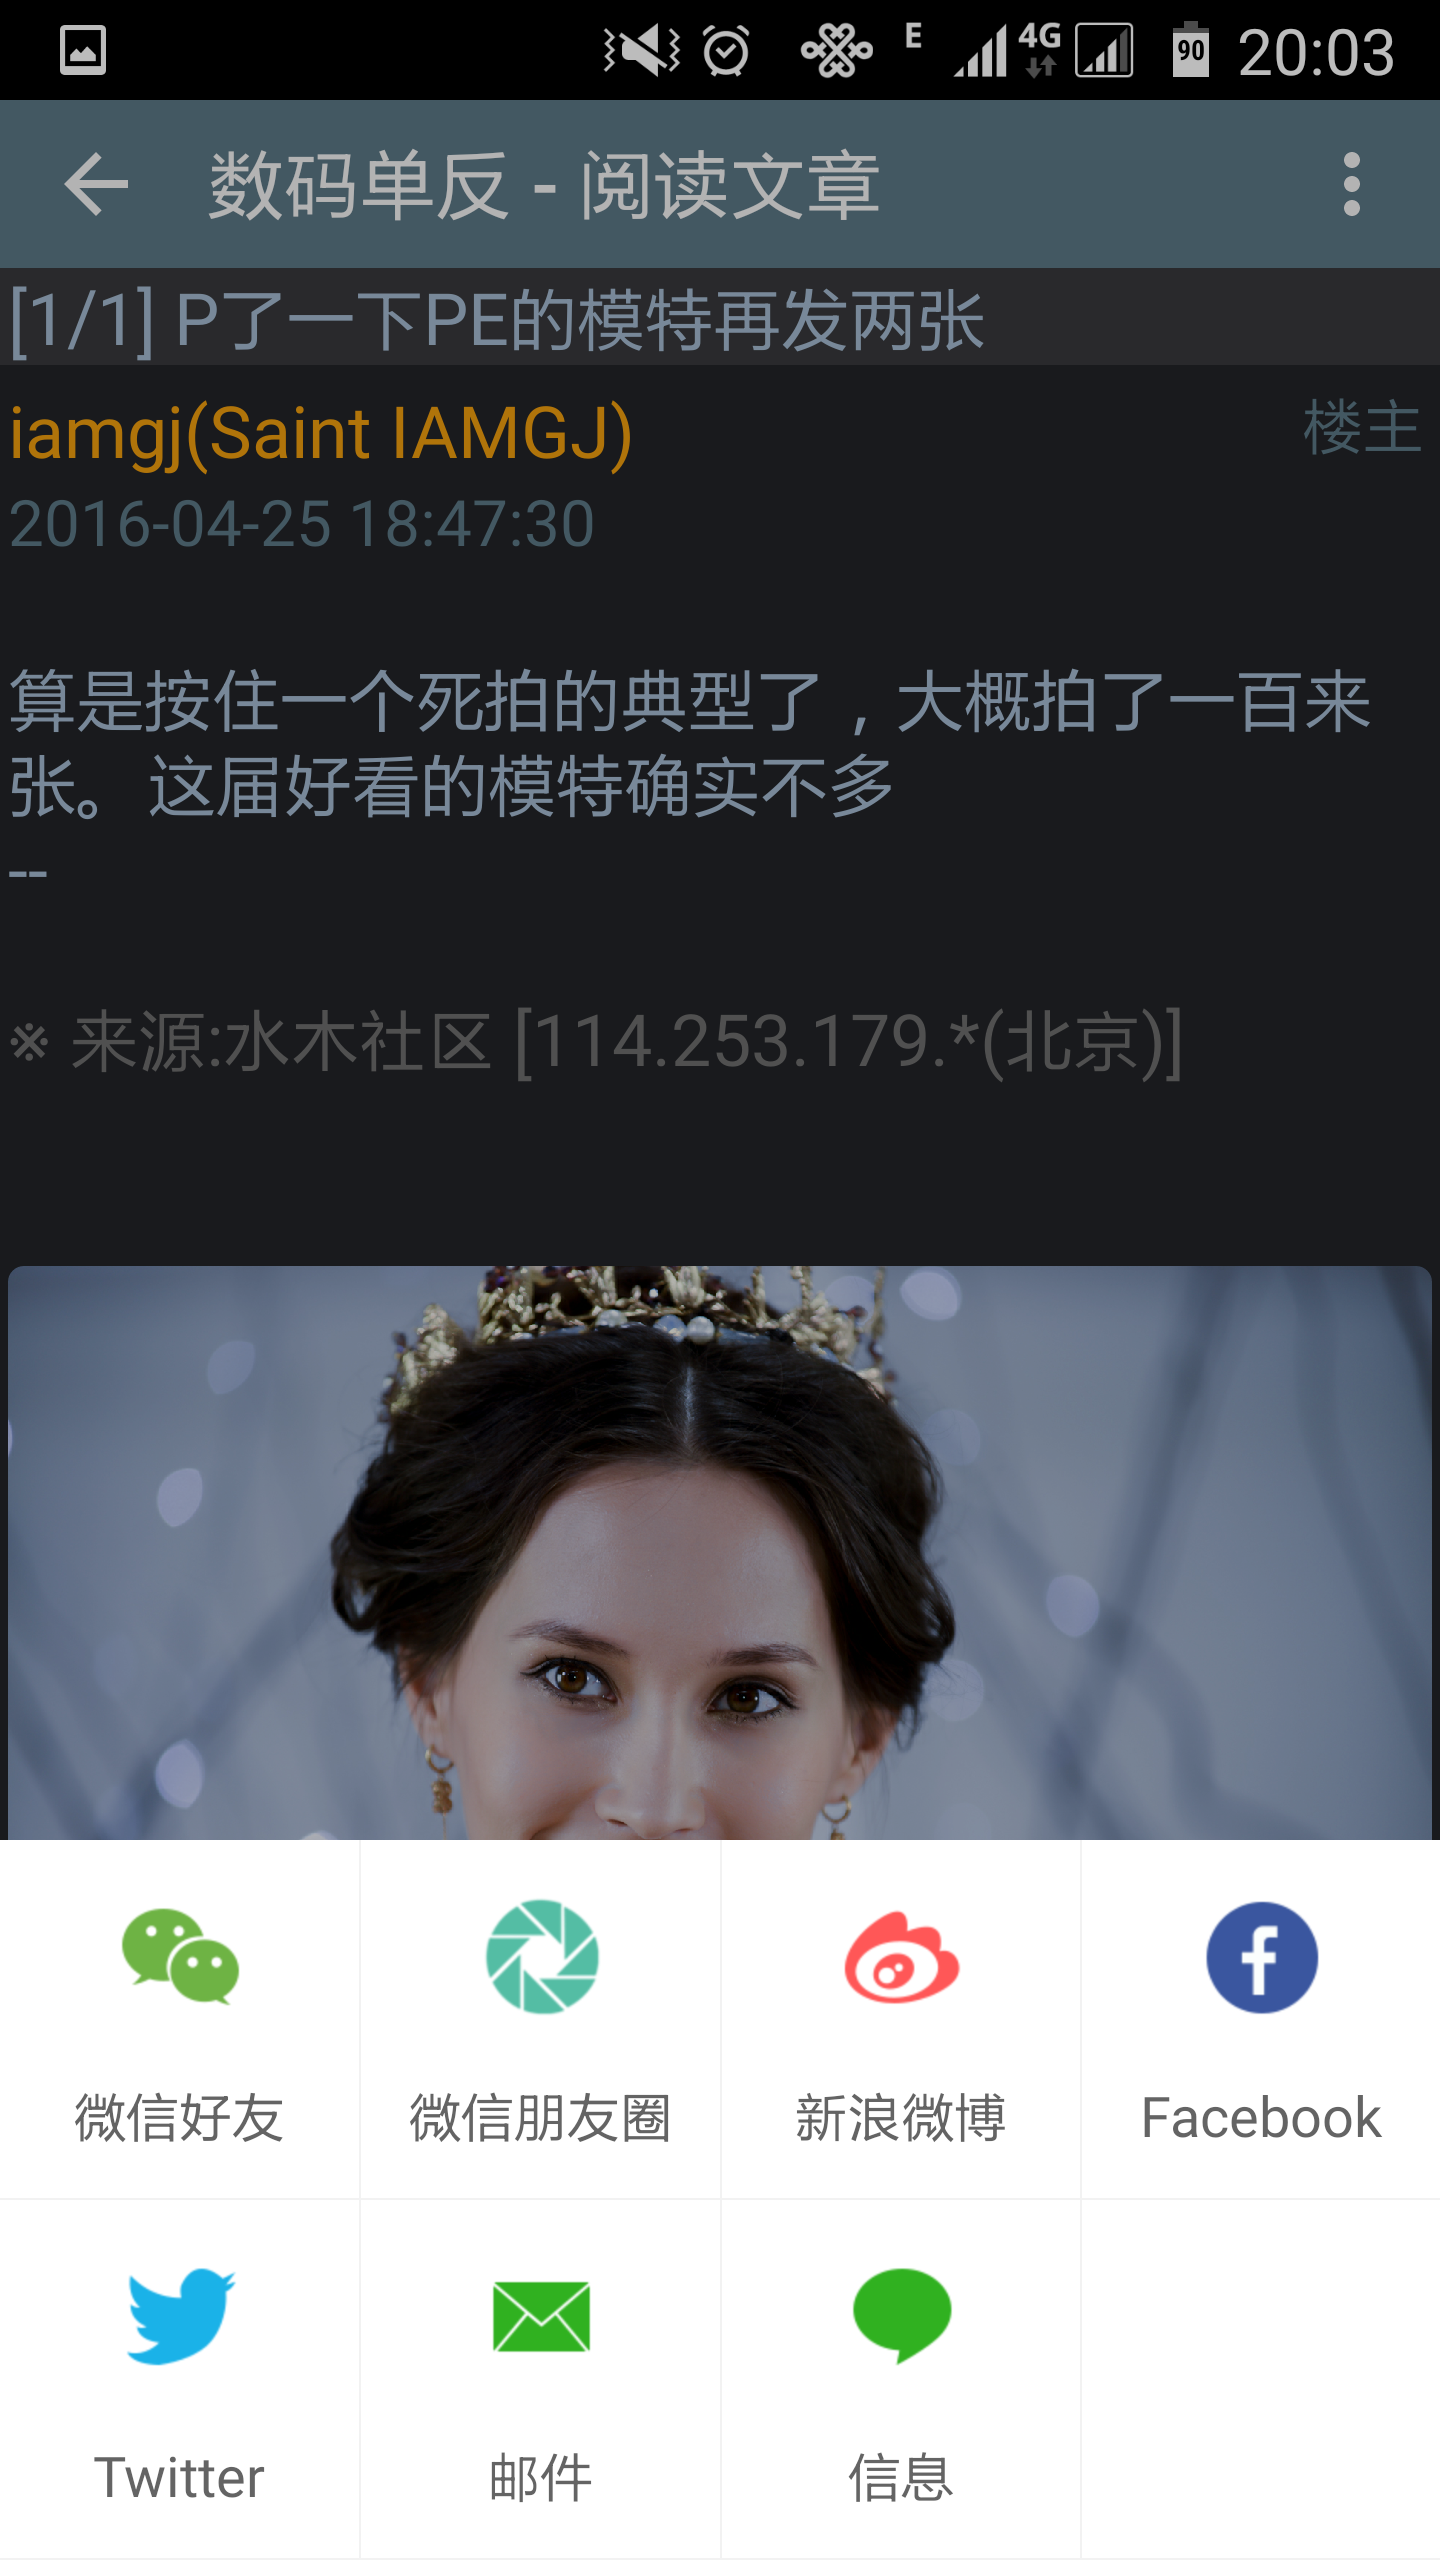 E 4G 90 20:03
数码单反 - 阅读文章
[1/1] P了一下PE的模特再发两张
iamgj(Saint IAMGJ) 楼主
2016-04-25 18:47:30
算是按住一个死拍的典型了，大概拍了一百来
张。这届好看的模特确实不多
--
※ 来源:水木社区 [114.253.179.*(北京)]
微信好友 微信朋友圈 新浪微博 Facebook
Twitter 邮件 信息